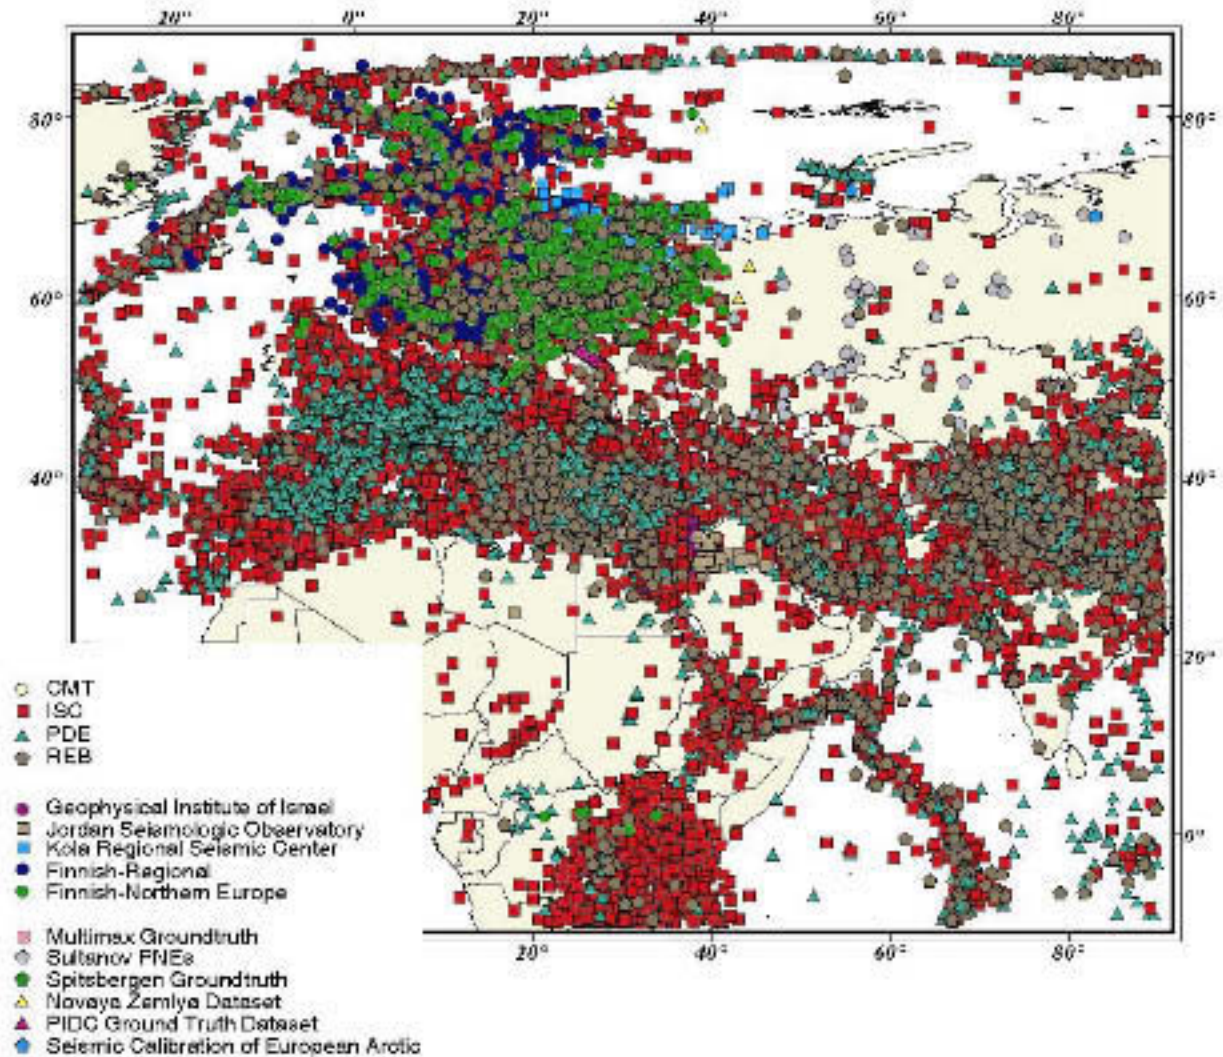 20° 0° 20° 40° 60° 80°
80° 80°
60° 60°
40° 40°
20°
0°
20° 40° 60° 80°
CMT
ISC
PDE
REB
Geophysical Institute of Israel
Jordan Seismologic Observatory
Kola Regional Seismic Center
Finnish-Regional
Finnish-Northern Europe
Multimax Groundtruth
Sultanov PNEs
Spitsbergen Groundtruth
Novaya Zemlya Dataset
PIDC Ground Truth Dataset
Seismic Calibration of European Arctic